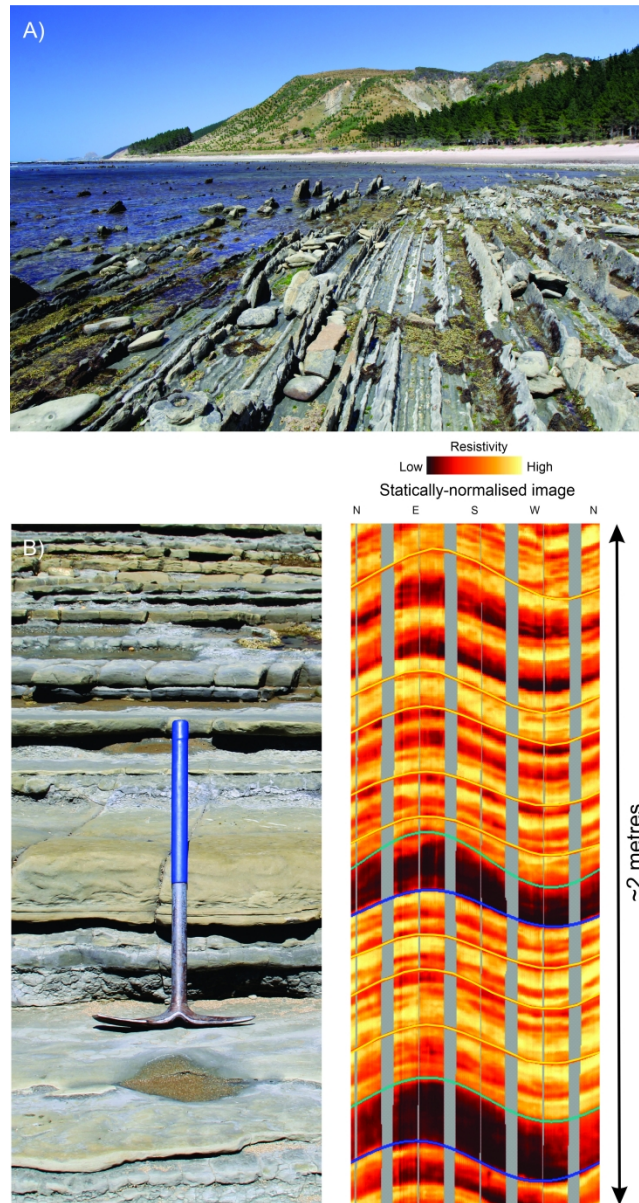 A)
Resistivity
Low High
Statically-normalised image
N E S W N
B)
~2 metres